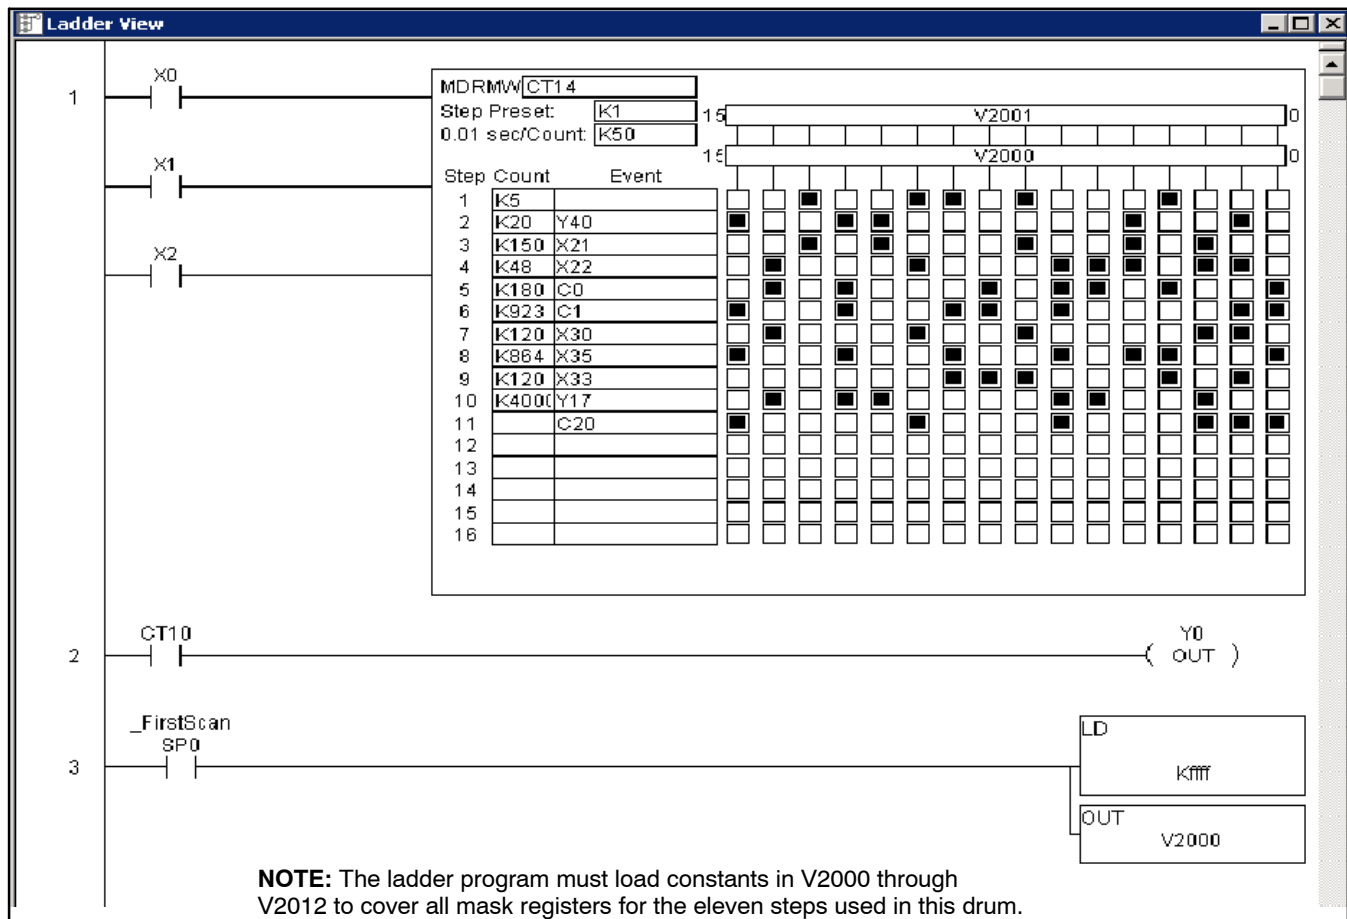 Ladder View
X0
1
MDRMW CT14
Step Preset: K1
15 V2001 0
0.01 sec/Count: K50
15 V2000 0
X1
Step Count Event
1 K5
2 K20 Y40
3 K150 X21
X2
4 K48 X22
5 K180 C0
6 K923 C1
7 K120 X30
8 K864 X35
9 K120 X33
10 K4000 Y17
11 C20
12
13
14
15
16
CT10
Y0
2
( OUT )
_FirstScan
SP0
LD
3
Kffff
OUT
V2000
NOTE: The ladder program must load constants in V2000 through
V2012 to cover all mask registers for the eleven steps used in this drum.